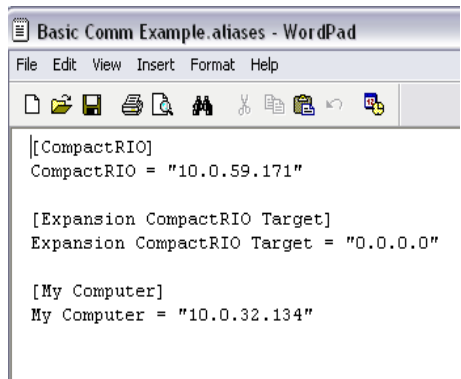 Basic Comm Example.aliases - WordPad
File Edit View Insert Format Help
[CompactRIO]
CompactRIO = "10.0.59.171"
[Expansion CompactRIO Target]
Expansion CompactRIO Target = "0.0.0.0"
[My Computer]
My Computer = "10.0.32.134"